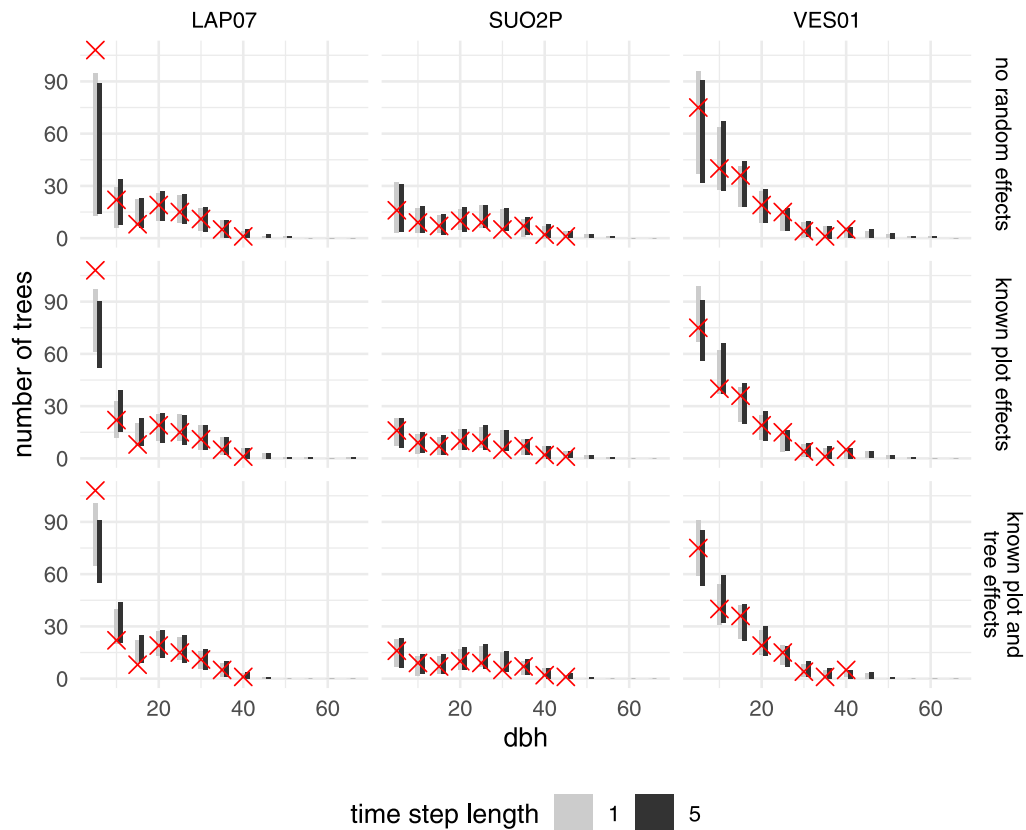 LAP07 SUO2P VES01
90
60
30
0
no random effects
90
60
30
0
known plot effects
90
60
30
0
known plot and
tree effects
number of trees
20 40 60 20 40 60 20 40 60
dbh
time step length 1 5